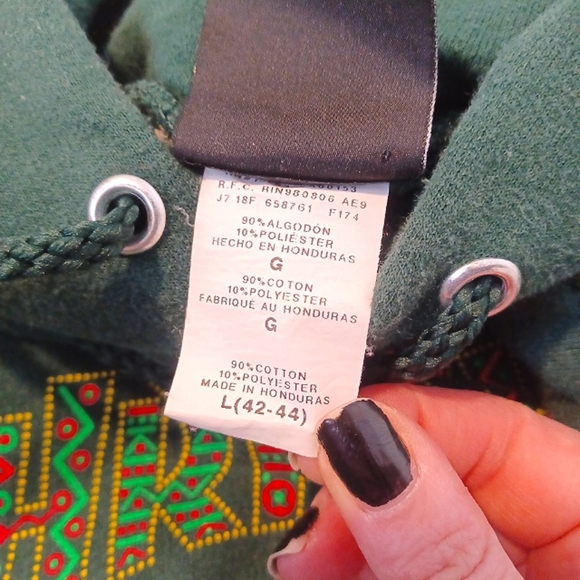 R.F.C. RIN980806 AE9
J7 18F 658761 F174
90%ALGODÓN
10%POLIÉSTER
HECHO EN HONDURAS
G
90%COTON
10%POLYESTER
FABRIQUÉ AU HONDURAS
G
90%COTTON
10%POLYESTER
MADE IN HONDURAS
L(42-44)